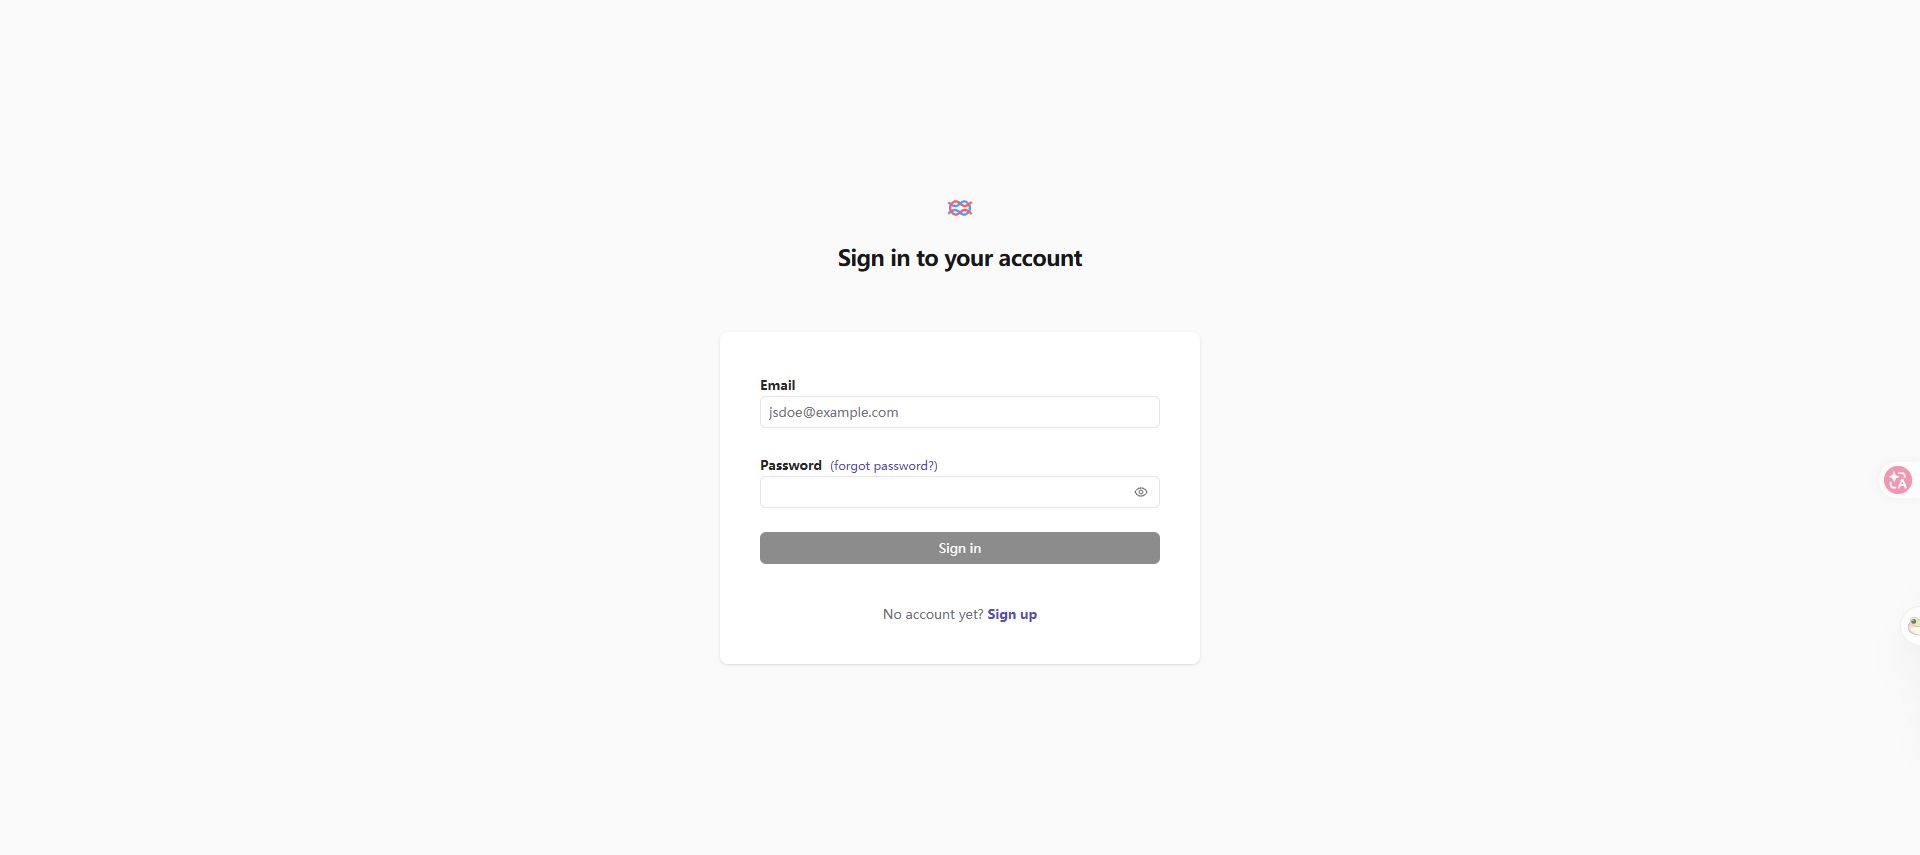 Sign in to your account
Email
jsdoe@example.com
Password (forgot password?)
Sign in
No account yet? Sign up